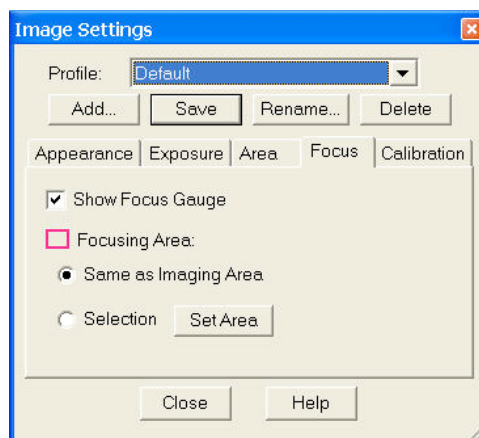 Image Settings
Profile: Default
Add... Save Rename... Delete
Appearance Exposure Area Focus Calibration
Show Focus Gauge
Focusing Area:
Same as Imaging Area
Selection Set Area
Close Help